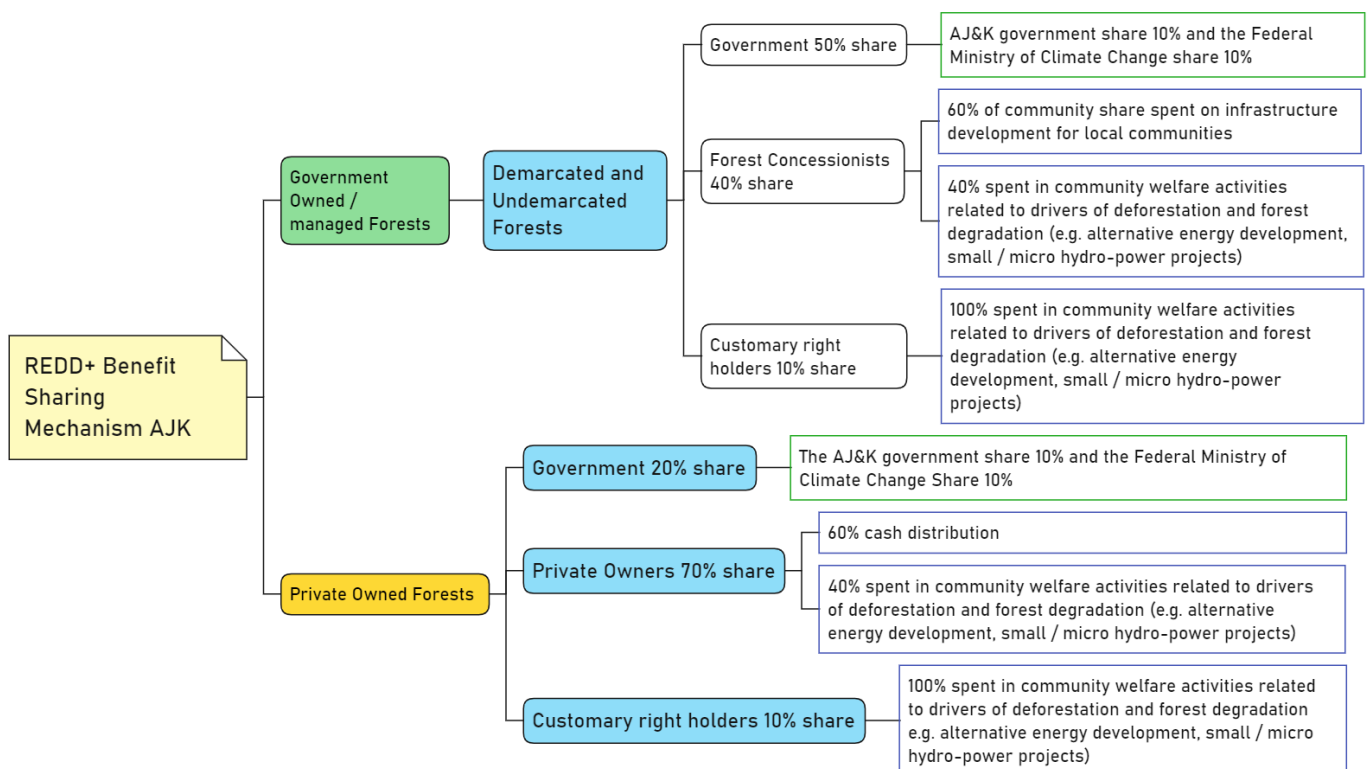 REDD+ Benefit
Sharing
Mechanism AJK
Government
Owned /
managed Forests
Demarcated and
Undemarcated
Forests
Government 50% share
AJ&K government share 10% and the Federal
Ministry of Climate Change share 10%
Forest Concessionists
40% share
60% of community share spent on infrastructure
development for local communities
40% spent in community welfare activities
related to drivers of deforestation and forest
degradation (e.g. alternative energy development,
small / micro hydro-power projects)
Customary right
holders 10% share
100% spent in community welfare activities
related to drivers of deforestation and forest
degradation (e.g. alternative energy
development, small / micro hydro-power
projects)
Private Owned Forests
Government 20% share
The AJ&K government share 10% and the Federal Ministry of
Climate Change Share 10%
Private Owners 70% share
60% cash distribution
40% spent in community welfare activities related to drivers
of deforestation and forest degradation (e.g. alternative
energy development, small / micro hydro-power projects)
Customary right holders 10% share
100% spent in community welfare activities related
to drivers of deforestation and forest degradation
e.g. alternative energy development, small / micro
hydro-power projects)